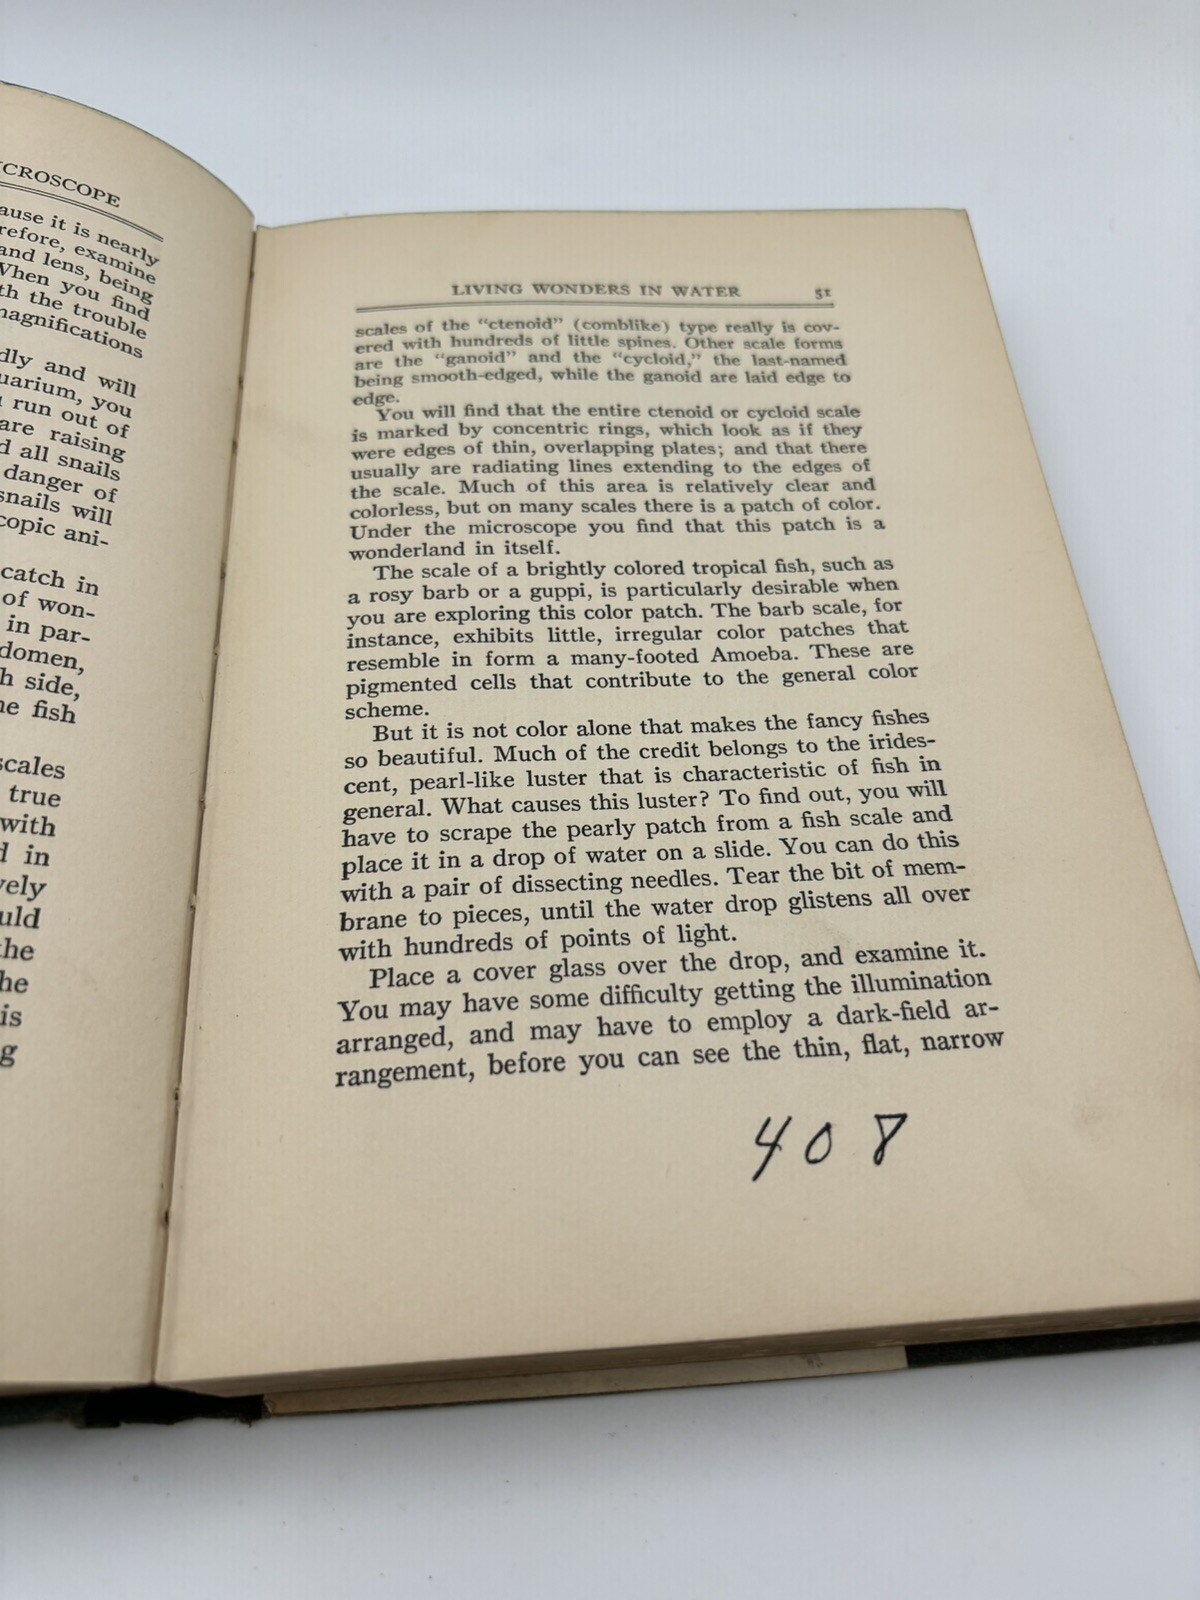 ICROSCOPE
ause it is nearly
refore, examine
and lens, being
When you find
th the trouble
magnifications
dly and will
uarium, you
run out of
are raising
d all snails
danger of
snails will
copic ani-
catch in
of won-
in par-
domen,
h side,
ne fish
scales
true
with
d in
vely
uld
the
he
is
g
LIVING WONDERS IN WATER 51
scales of the "ctenoid" (comblike) type really is cov-
ered with hundreds of little spines. Other scale forms
are the "ganoid" and the "cycloid," the last-named
being smooth-edged, while the ganoid are laid edge to
edge.
You will find that the entire ctenoid or cycloid scale
is marked by concentric rings, which look as if they
were edges of thin, overlapping plates; and that there
usually are radiating lines extending to the edges of
the scale. Much of this area is relatively clear and
colorless, but on many scales there is a patch of color.
Under the microscope you find that this patch is a
wonderland in itself.
The scale of a brightly colored tropical fish, such as
a rosy barb or a guppi, is particularly desirable when
you are exploring this color patch. The barb scale, for
instance, exhibits little, irregular color patches that
resemble in form a many-footed Amoeba. These are
pigmented cells that contribute to the general color
scheme.
But it is not color alone that makes the fancy fishes
so beautiful. Much of the credit belongs to the irides-
cent, pearl-like luster that is characteristic of fish in
general. What causes this luster? To find out, you will
have to scrape the pearly patch from a fish scale and
place it in a drop of water on a slide. You can do this
with a pair of dissecting needles. Tear the bit of mem-
brane to pieces, until the water drop glistens all over
with hundreds of points of light.
Place a cover glass over the drop, and examine it.
You may have some difficulty getting the illumination
arranged, and may have to employ a dark-field ar-
rangement, before you can see the thin, flat, narrow
408